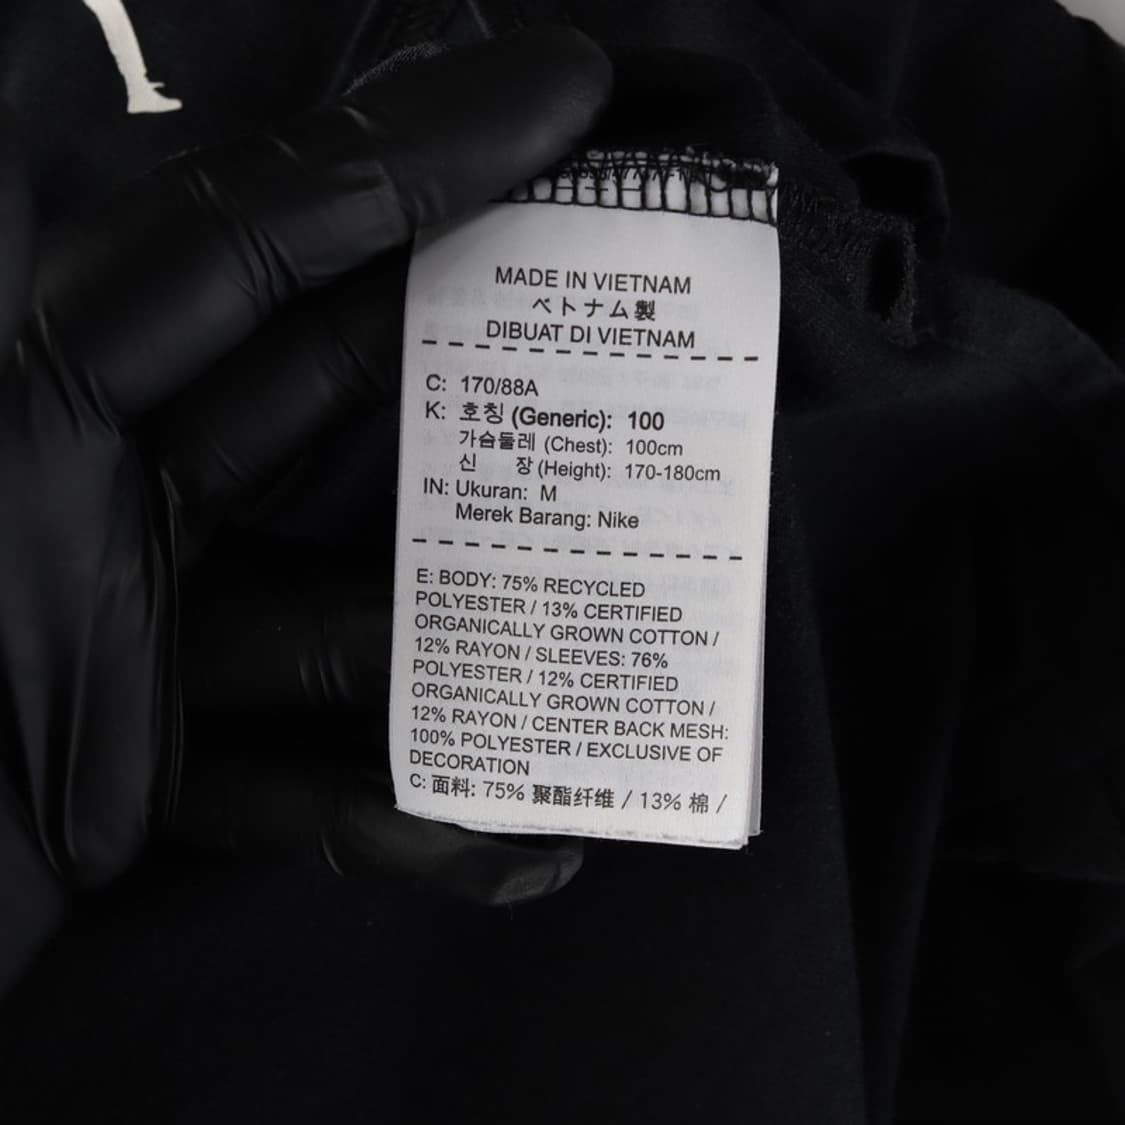 MADE IN VIETNAM
ベトナム製
DIBUAT DI VIETNAM
C: 170/88A
K: 호칭 (Generic): 100
가슴둘레 (Chest): 100cm
신 장 (Height): 170-180cm
IN: Ukuran: M
Merek Barang: Nike
E: BODY: 75% RECYCLED
POLYESTER / 13% CERTIFIED
ORGANICALLY GROWN COTTON /
12% RAYON / SLEEVES: 76%
POLYESTER / 12% CERTIFIED
ORGANICALLY GROWN COTTON /
12% RAYON / CENTER BACK MESH:
100% POLYESTER / EXCLUSIVE OF
DECORATION
C: 面料: 75% 聚酯纤维 / 13% 棉 /